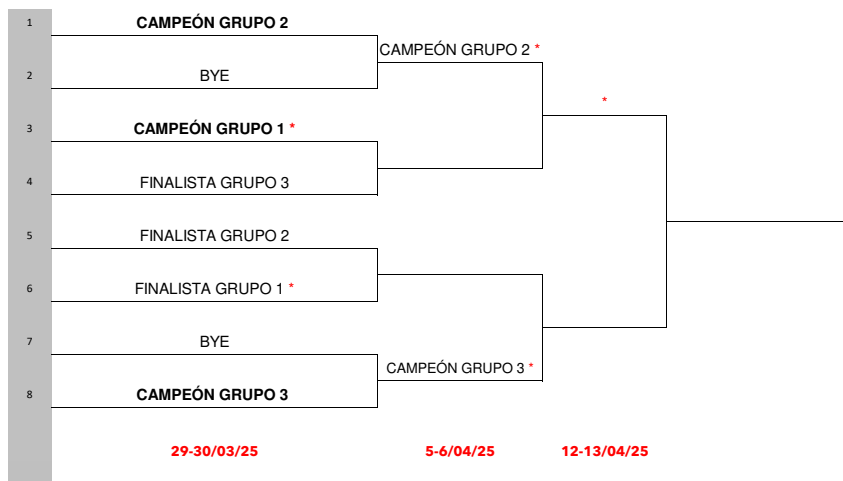 1 CAMPEÓN GRUPO 2
CAMPEÓN GRUPO 2 *
2 BYE
*
3 CAMPEÓN GRUPO 1 *
4 FINALISTA GRUPO 3
5 FINALISTA GRUPO 2
6 FINALISTA GRUPO 1 *
7 BYE
CAMPEÓN GRUPO 3 *
8 CAMPEÓN GRUPO 3
29-30/03/25 5-6/04/25 12-13/04/25